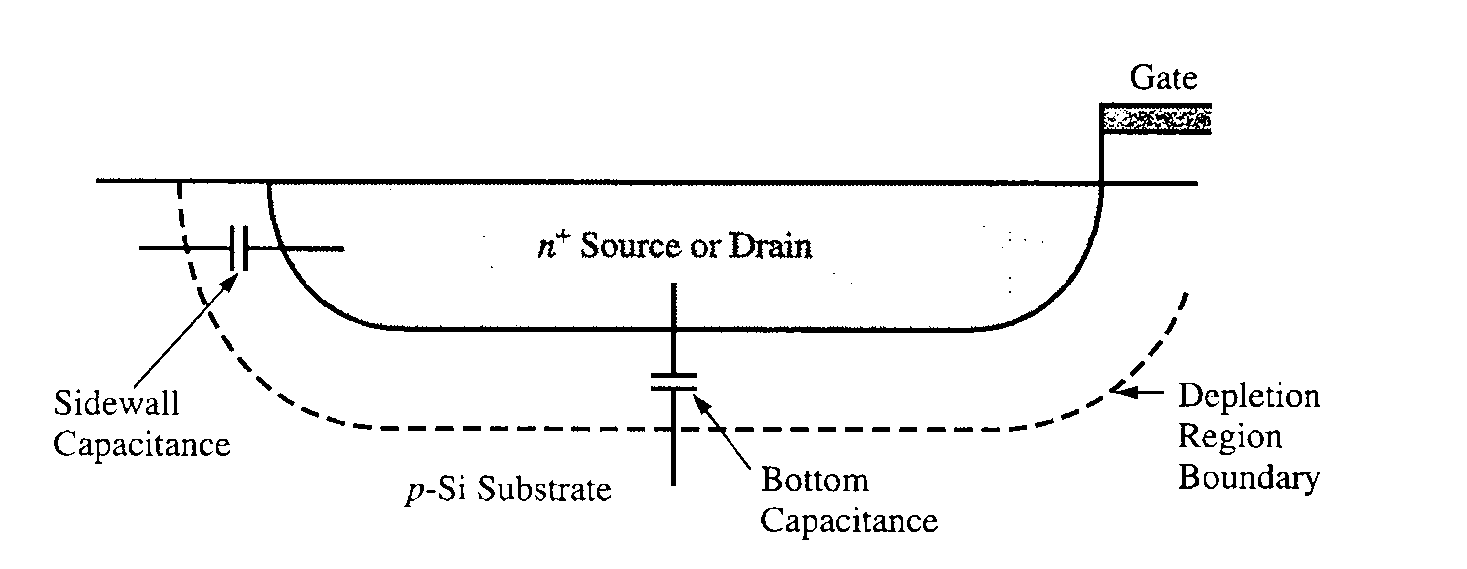 Gate
n⁺ Source or Drain
Sidewall
Capacitance
Depletion
Region
Boundary
p-Si Substrate
Bottom
Capacitance